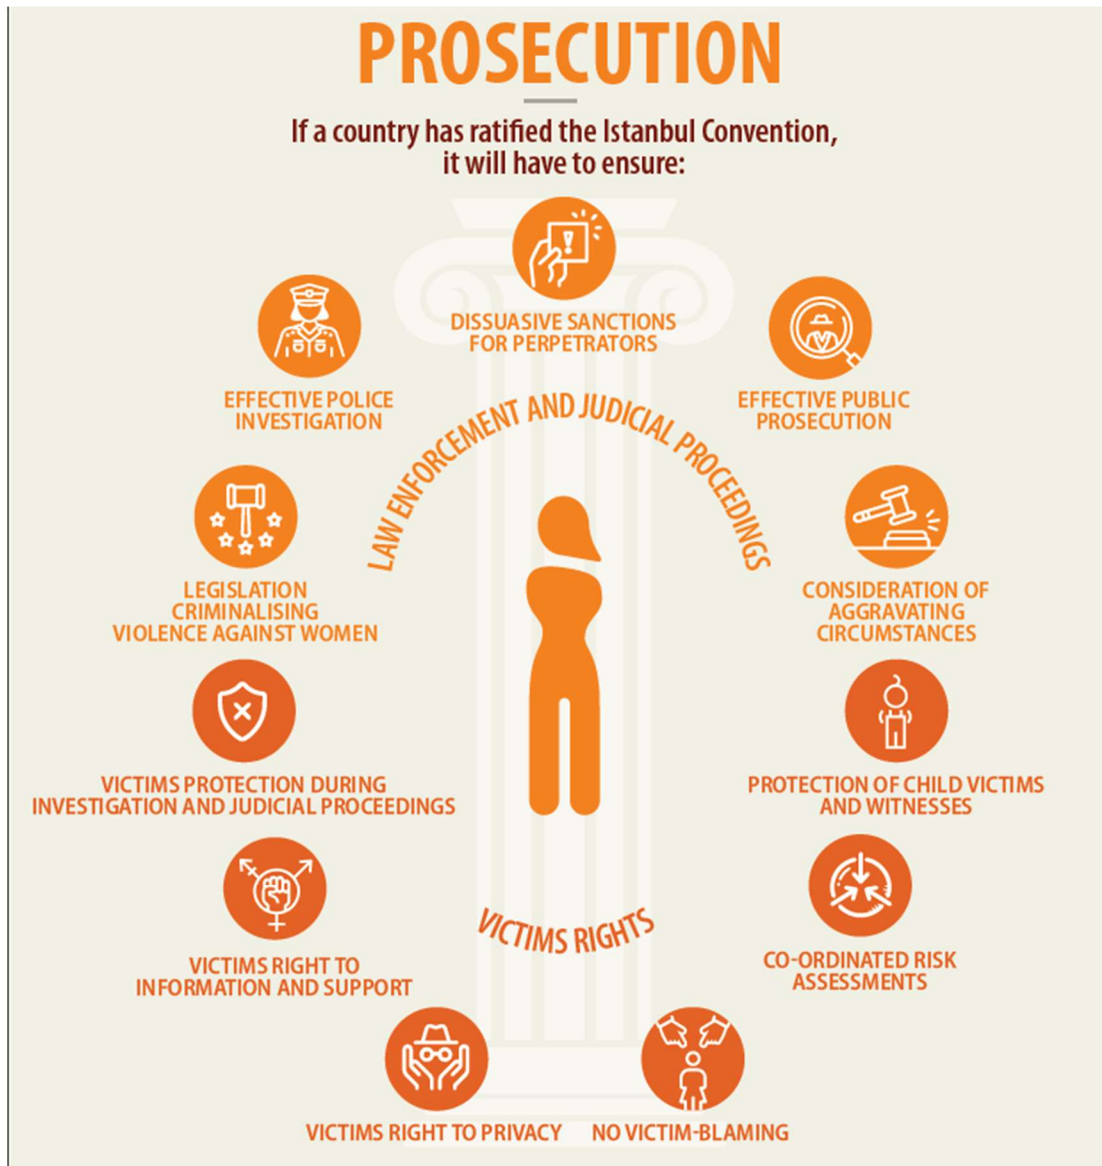 PROSECUTION
If a country has ratified the Istanbul Convention,
it will have to ensure:
DISSUASIVE SANCTIONS
FOR PERPETRATORS
EFFECTIVE POLICE
INVESTIGATION
EFFECTIVE PUBLIC
PROSECUTION
LAW ENFORCEMENT AND JUDICIAL PROCEEDINGS
LEGISLATION
CRIMINALISING
VIOLENCE AGAINST WOMEN
CONSIDERATION OF
AGGRAVATING
CIRCUMSTANCES
VICTIMS PROTECTION DURING
INVESTIGATION AND JUDICIAL PROCEEDINGS
PROTECTION OF CHILD VICTIMS
AND WITNESSES
VICTIMS RIGHTS
VICTIMS RIGHT TO
INFORMATION AND SUPPORT
CO-ORDINATED RISK
ASSESSMENTS
VICTIMS RIGHT TO PRIVACY
NO VICTIM-BLAMING